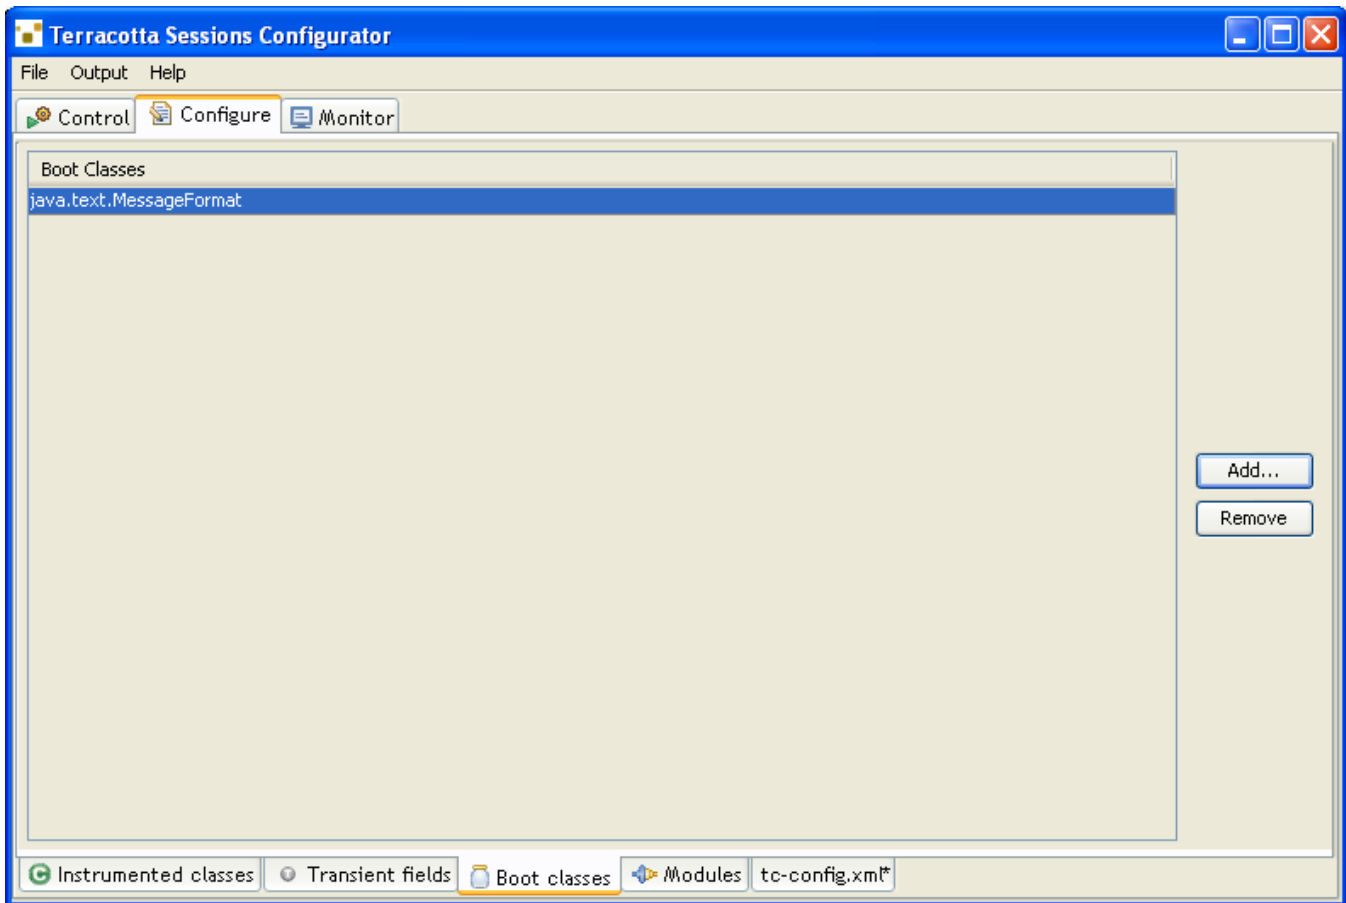 Terracotta Sessions Configurator
File Output Help
Control Configure Monitor
Boot Classes
java.text.MessageFormat
Add...
Remove
Instrumented classes Transient fields Boot classes Modules tc-config.xml*